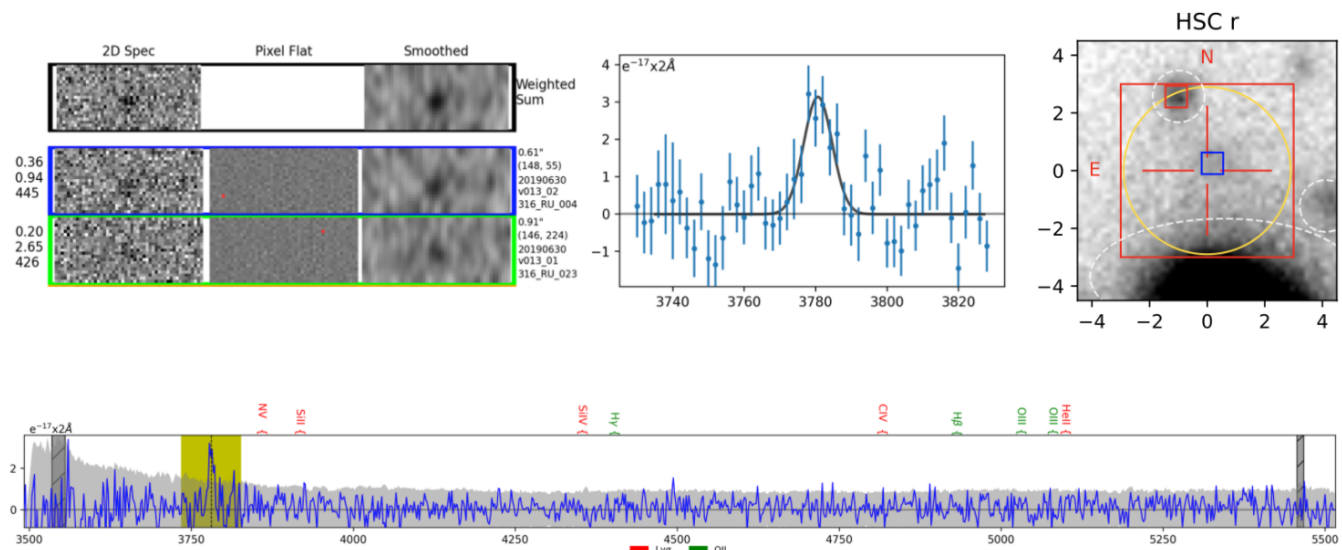 2D Spec Pixel Flat Smoothed
Weighted
Sum
0.36
0.94
445
0.61"
(148, 55)
20190630
v013_02
316_RU_004
0.20
2.65
426
0.91"
(146, 224)
20190630
v013_01
316_RU_023
e⁻¹⁷x2Å
4
3
2
1
0
−1
3740 3760 3780 3800 3820
HSC r
N
E
4
2
0
−2
−4
−4 −2 0 2 4
NV SiII SiIV Hγ CIV Hβ OIII OIII HeII
e⁻¹⁷x2Å
2
0
3500 3750 4000 4250 4500 4750 5000 5250 5500